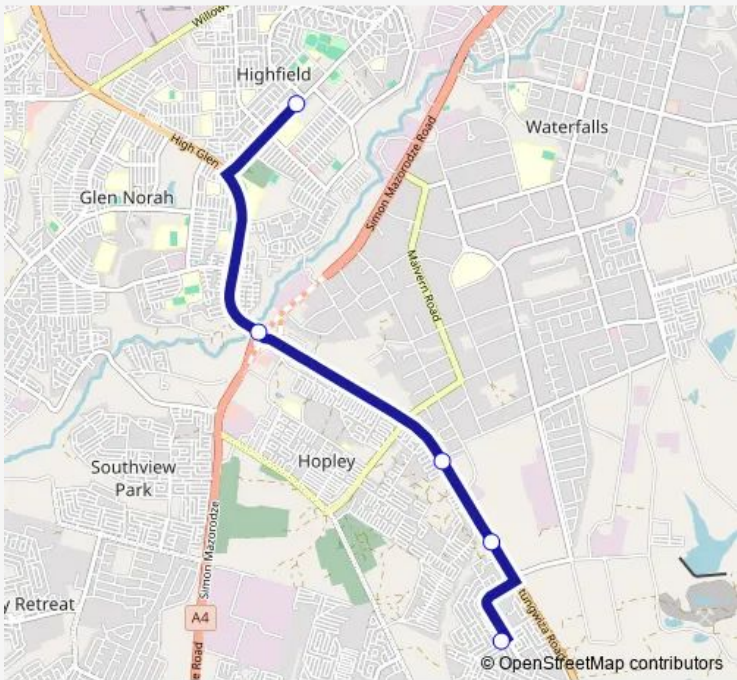 Willow
Highfield
High Glen
Simon Mazorodze Road
Waterfalls
Glen Norah
Malvern Road
Hopley
Southview
Park
Simon Mazorodze
y Retreat
tungwiza Road
A4
e Road
© OpenStreetMap contributors